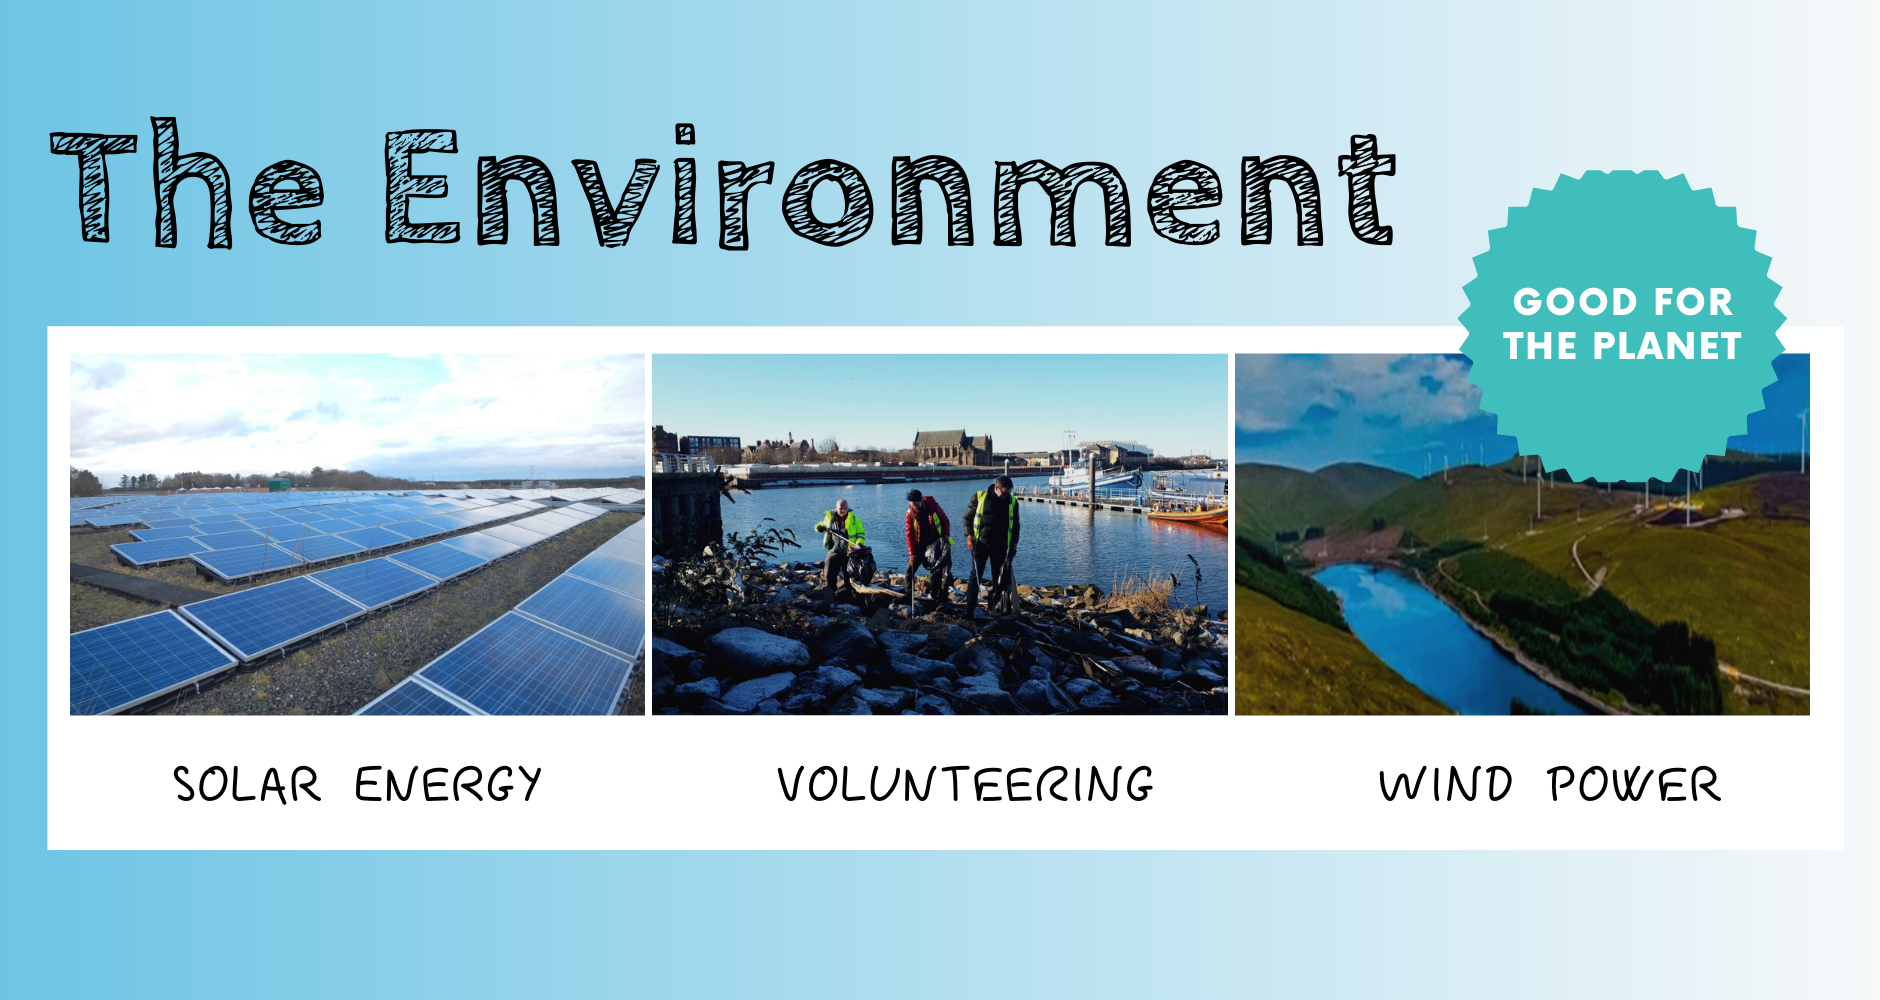 The Environment
GOOD FOR
THE PLANET
SOLAR ENERGY
VOLUNTEERING
WIND POWER